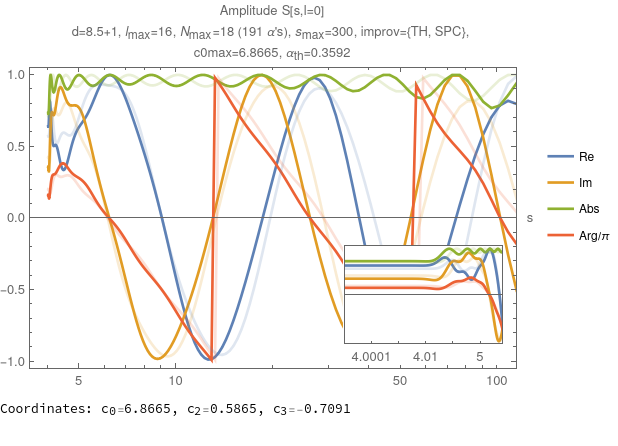 Amplitude S[s,l=0]
d=8.5+1, lmax=16, Nmax=18 (191 α's), smax=300, improv={TH, SPC},
c0max=6.8665, αth=0.3592
1.0
0.5
0.0
−0.5
−1.0
5
10
50
100
s
Re
Im
Abs
Arg/π
4.0001
4.01
5
Coordinates: c0=6.8665, c2=0.5865, c3=-0.7091